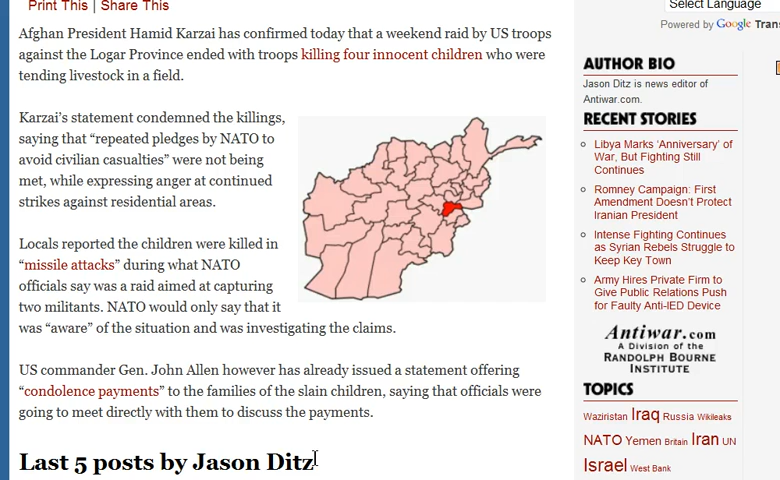 Print This | Share This
Afghan President Hamid Karzai has confirmed today that a weekend raid by US troops
against the Logar Province ended with troops killing four innocent children who were
tending livestock in a field.
Karzai’s statement condemned the killings,
saying that “repeated pledges by NATO to
avoid civilian casualties” were not being
met, while expressing anger at continued
strikes against residential areas.
Locals reported the children were killed in
“missile attacks” during what NATO
officials say was a raid aimed at capturing
two militants. NATO would only say that it
was “aware” of the situation and was investigating the claims.
US commander Gen. John Allen however has already issued a statement offering
“condolence payments” to the families of the slain children, saying that officials were
going to meet directly with them to discuss the payments.
Last 5 posts by Jason Ditz
Select Language
Powered by Google Tran
AUTHOR BIO
Jason Ditz is news editor of
Antiwar.com.
RECENT STORIES
Libya Marks ‘Anniversary’ of
War, But Fighting Still
Continues
Romney Campaign: First
Amendment Doesn’t Protect
Iranian President
Intense Fighting Continues
as Syrian Rebels Struggle to
Keep Key Town
Army Hires Private Firm to
Give Public Relations Push
for Faulty Anti-IED Device
Antiwar.com
A Division of the
RANDOLPH BOURNE
INSTITUTE
TOPICS
Waziristan Iraq Russia Wikileaks
NATO Yemen Britain Iran UN
Israel West Bank